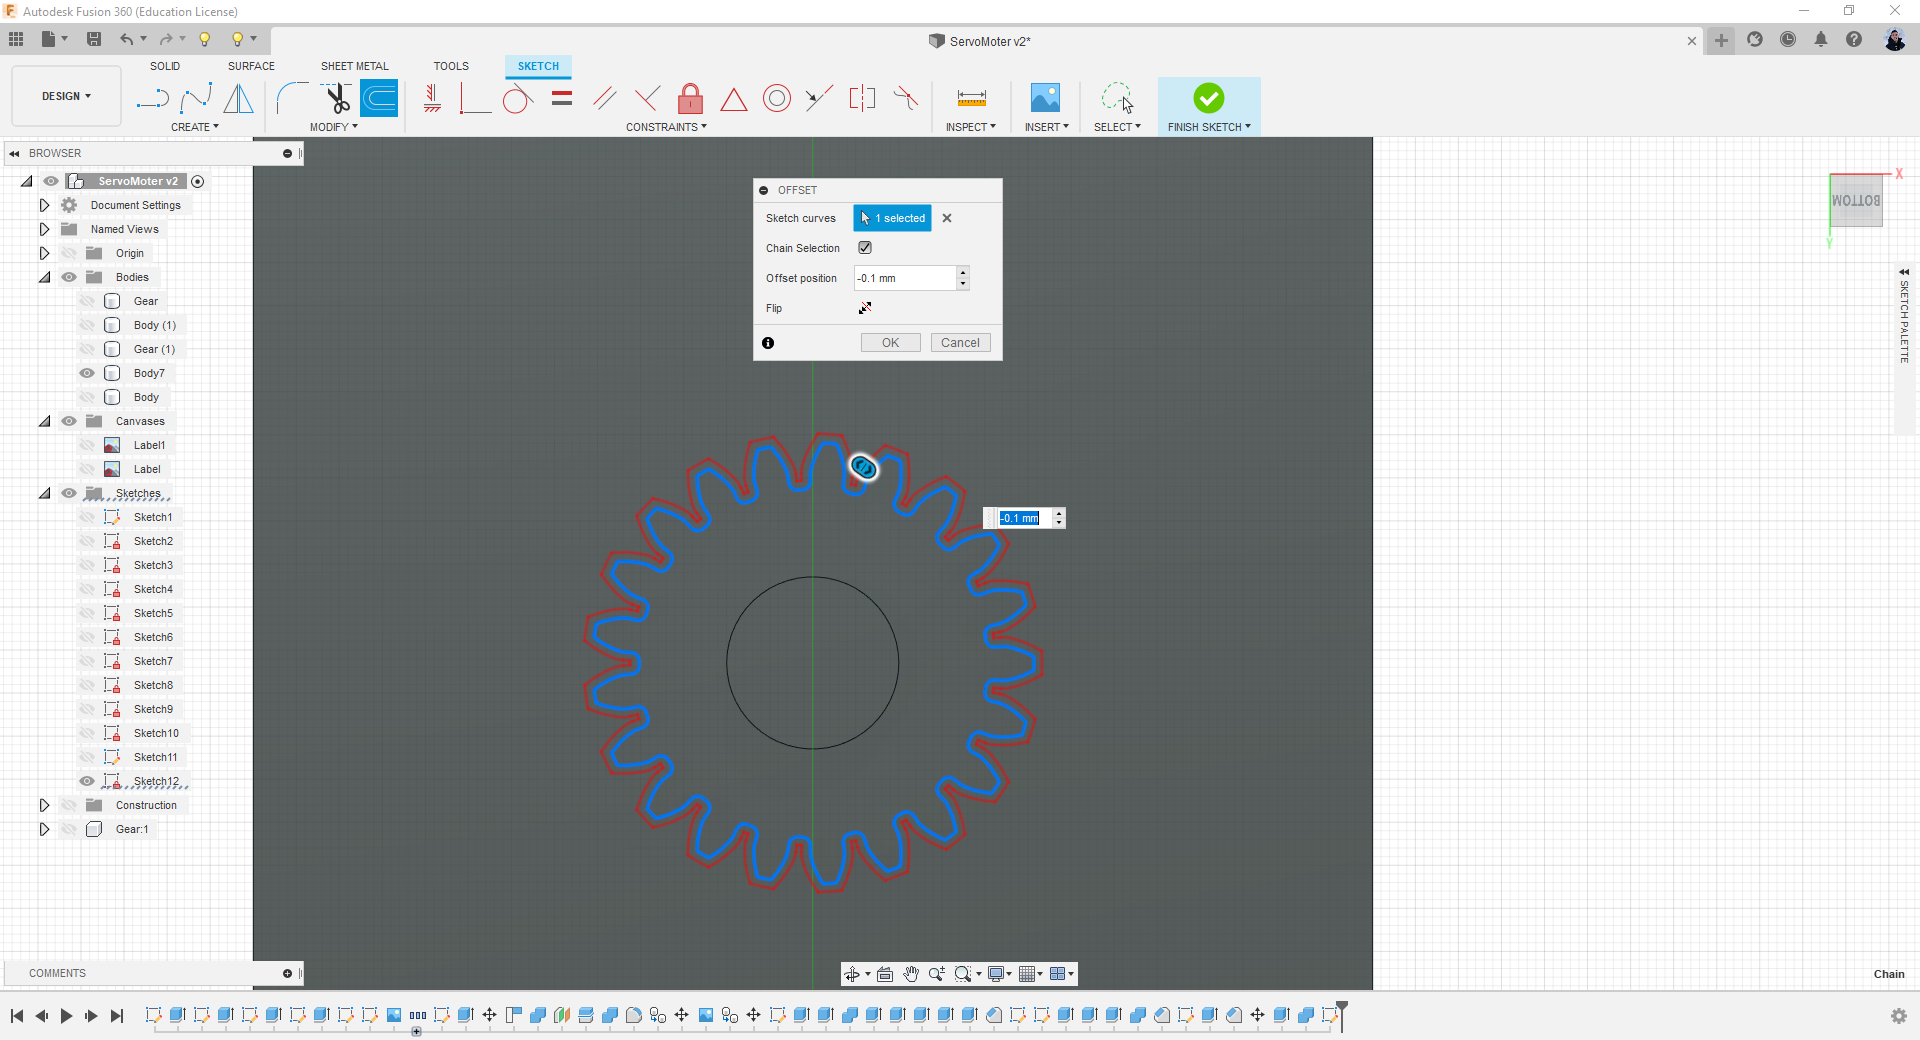 Autodesk Fusion 360 (Education License)
ServoMoter v2*
SOLID
SURFACE
SHEET METAL
TOOLS
SKETCH
DESIGN
CREATE
MODIFY
CONSTRAINTS
INSPECT
INSERT
SELECT
FINISH SKETCH
BROWSER
ServoMoter v2
Document Settings
Named Views
Origin
Bodies
Gear
Body (1)
Gear (1)
Body7
Body
Canvases
Label1
Label
Sketches
Sketch1
Sketch2
Sketch3
Sketch4
Sketch5
Sketch6
Sketch7
Sketch8
Sketch9
Sketch10
Sketch11
Sketch12
Construction
Gear:1
OFFSET
Sketch curves
1 selected
Chain Selection
Offset position
-0.1 mm
Flip
OK
Cancel
-0.1 mm
X
BOTTOM
Y
SKETCH PALETTE
COMMENTS
Chain